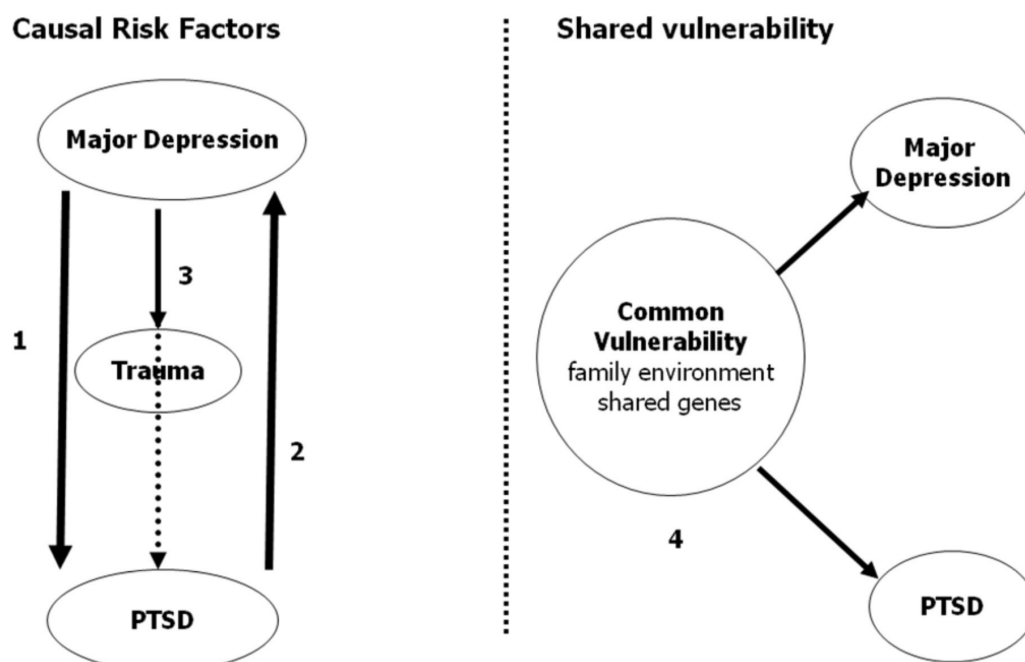 Causal Risk Factors
Major Depression
3
1
Trauma
2
PTSD
Shared vulnerability
Major
Depression
Common
Vulnerability
family environment
shared genes
4
PTSD